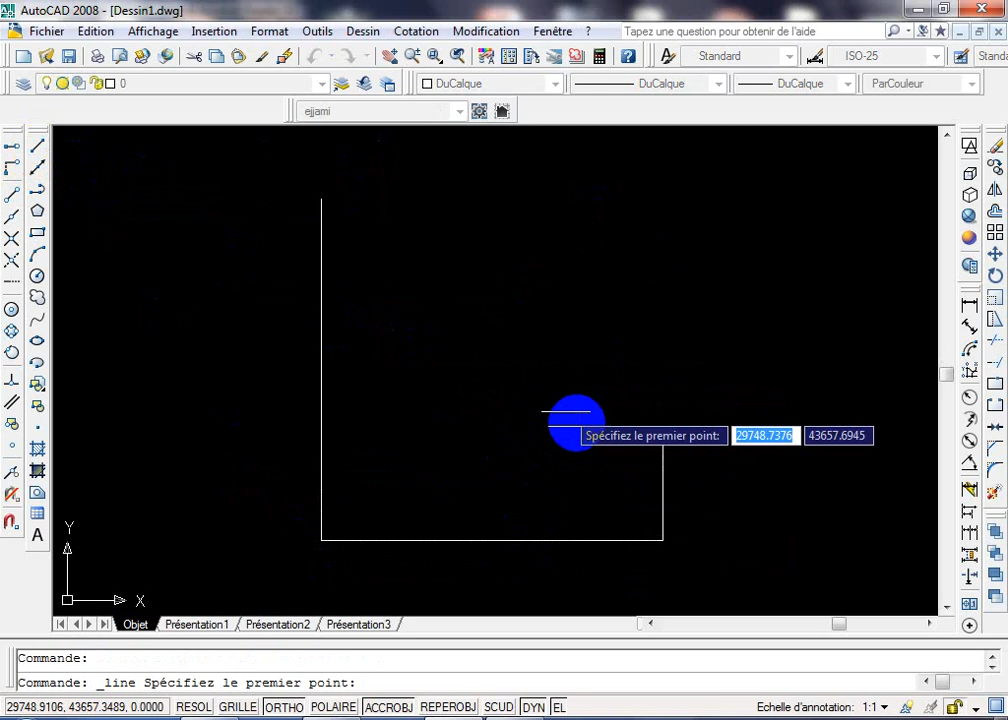 AutoCAD 2008 - [Dessin1.dwg]
Fichier Edition Affichage Insertion Format Outils Dessin Cotation Modification Fenêtre ? Tapez une question pour obtenir de l'aide
Standard ISO-25 Standa
0 DuCalque DuCalque DuCalque ParCouleur
ejjami
Spécifiez le premier point: 29748.7376 43657.6945
A
Y
X
Objet Présentation1 Présentation2 Présentation3
Commande:
Commande: _line Spécifiez le premier point:
29748.9106, 43657.3489, 0.0000 RESOL GRILLE ORTHO POLAIRE ACCROBJ REPEROBJ SCUD DYN EL Echelle d'annotation: 1:1